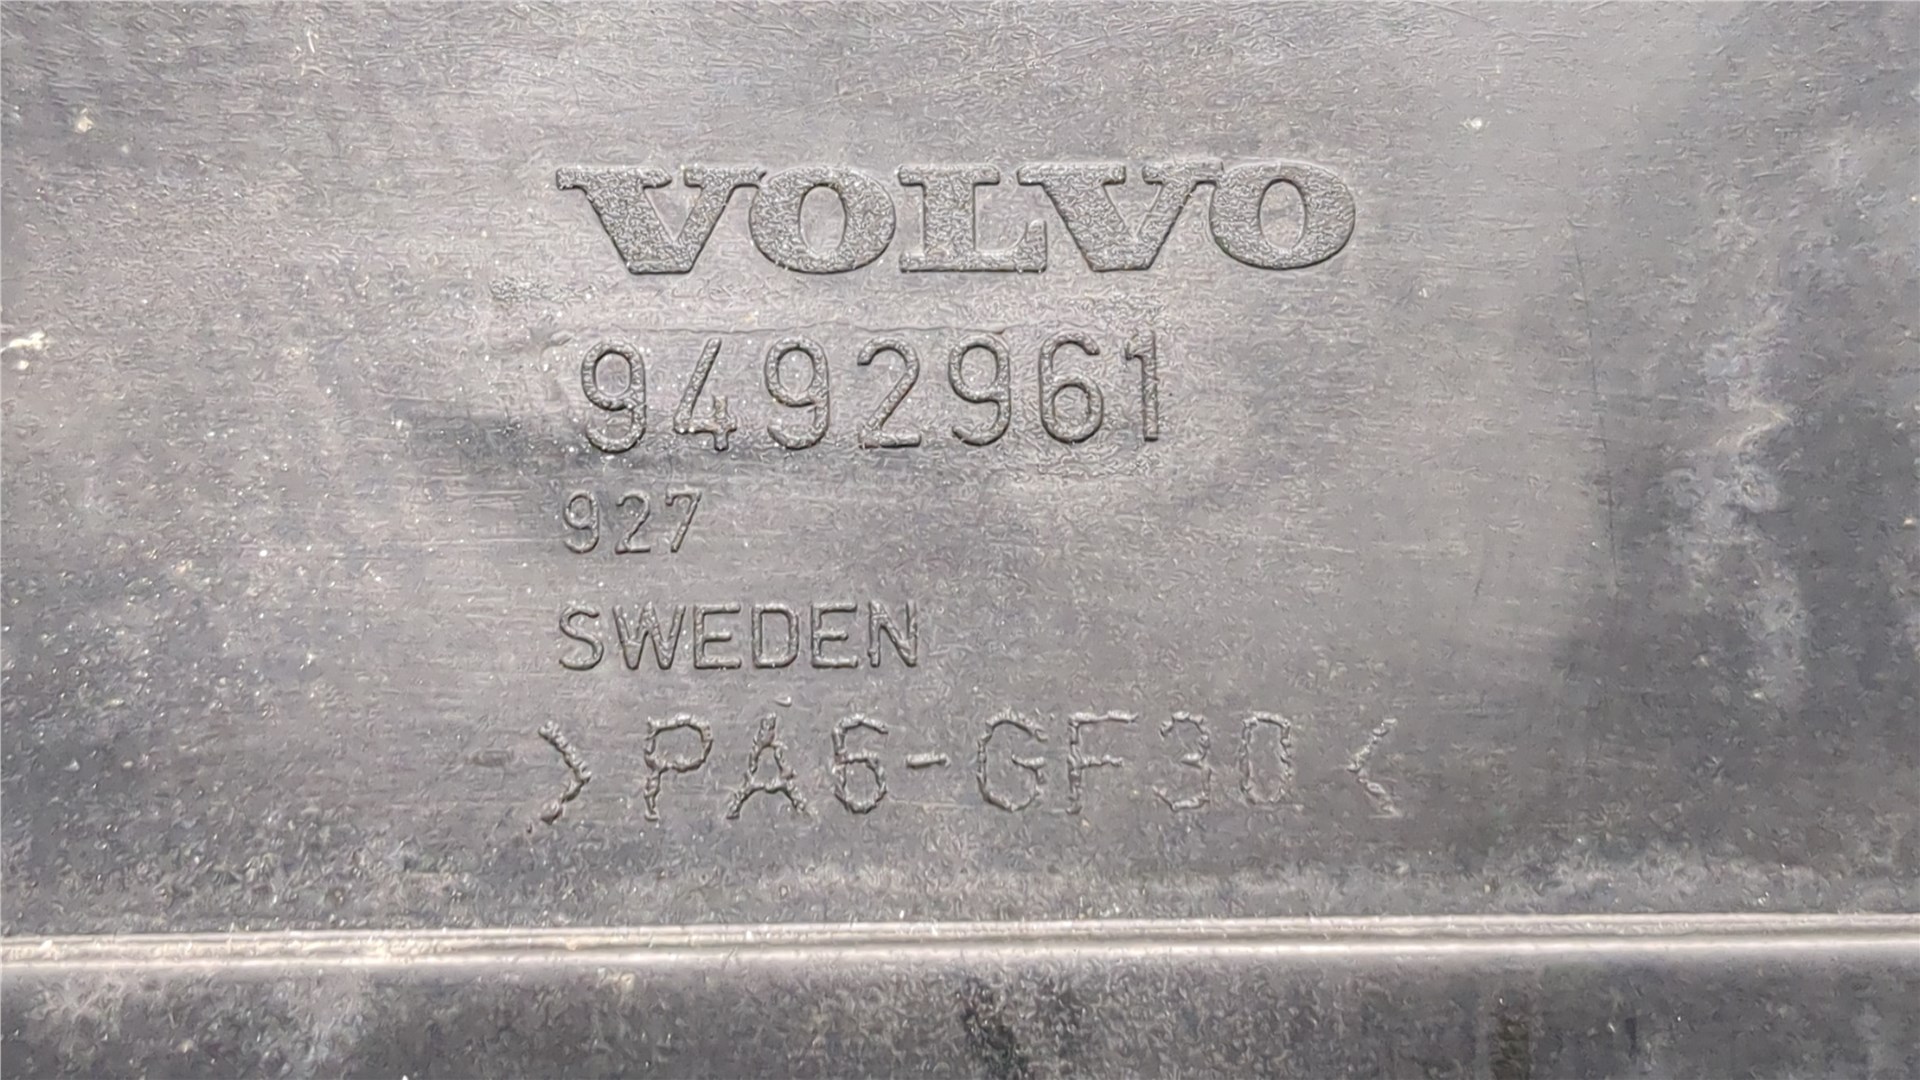 VOLVO
9492961
927
SWEDEN
>PA6-GF30<